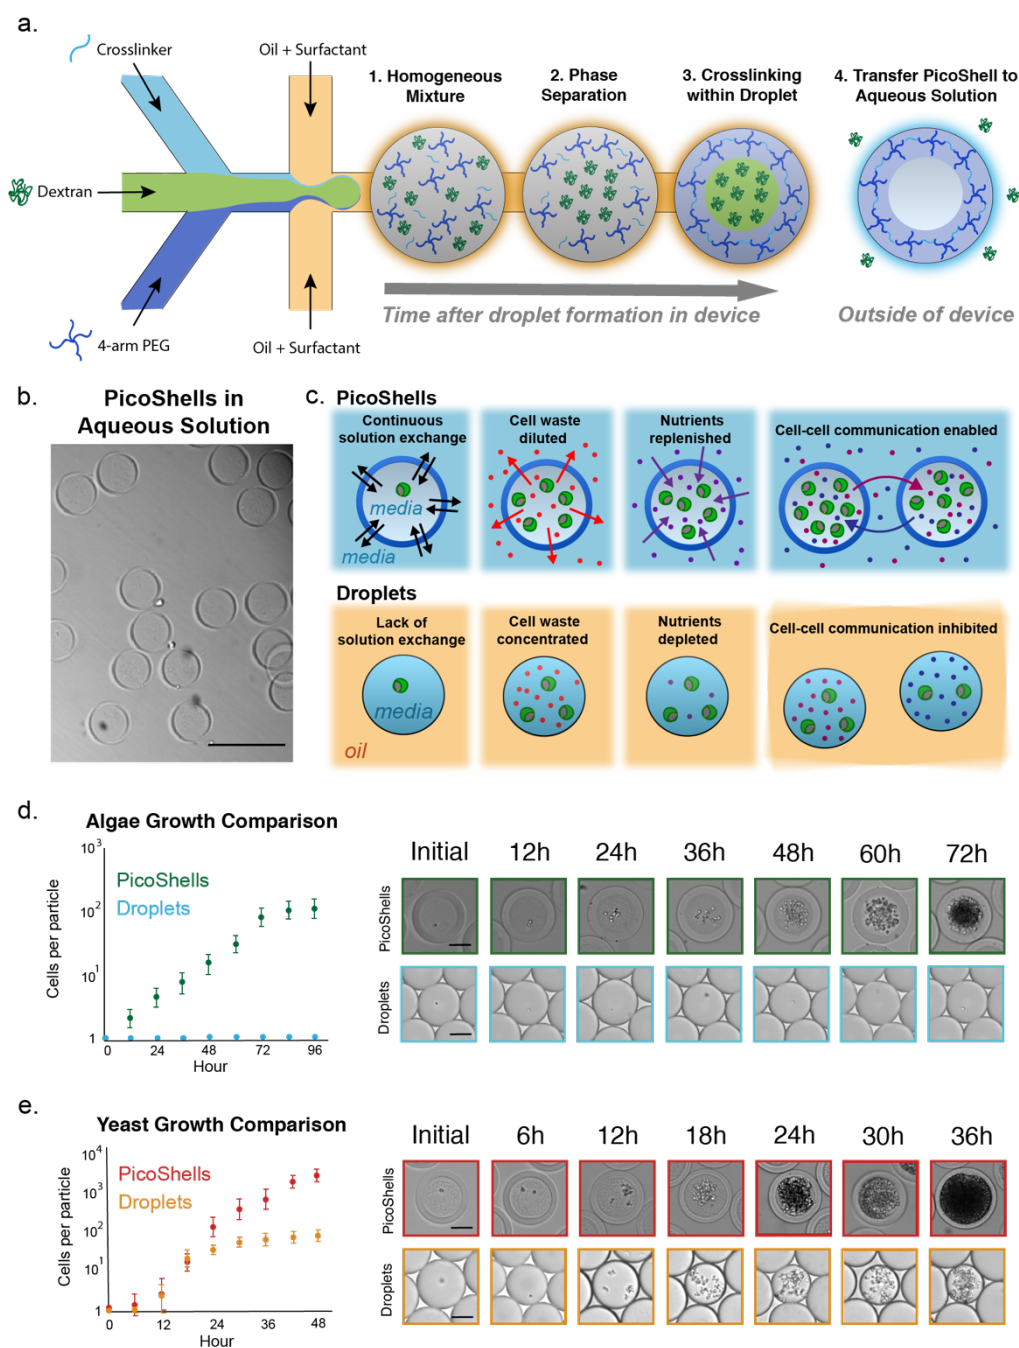 a.
Crosslinker
Oil + Surfactant
Dextran
4-arm PEG
Oil + Surfactant
1. Homogeneous
Mixture
2. Phase
Separation
3. Crosslinking
within Droplet
4. Transfer PicoShell to
Aqueous Solution
Time after droplet formation in device
Outside of device
b.
PicoShells in
Aqueous Solution
c.
PicoShells
Continuous
solution exchange
media
media
Cell waste
diluted
Nutrients
replenished
Cell-cell communication enabled
Droplets
Lack of
solution exchange
media
oil
Cell waste
concentrated
Nutrients
depleted
Cell-cell communication inhibited
d.
Algae Growth Comparison
PicoShells
Droplets
Cells per particle
10³
10²
10¹
1
0
24
48
72
96
Hour
Initial
12h
24h
36h
48h
60h
72h
PicoShells
Droplets
e.
Yeast Growth Comparison
PicoShells
Droplets
Cells per particle
10⁴
10³
10²
10¹
1
0
12
24
36
48
Hour
Initial
6h
12h
18h
24h
30h
36h
PicoShells
Droplets